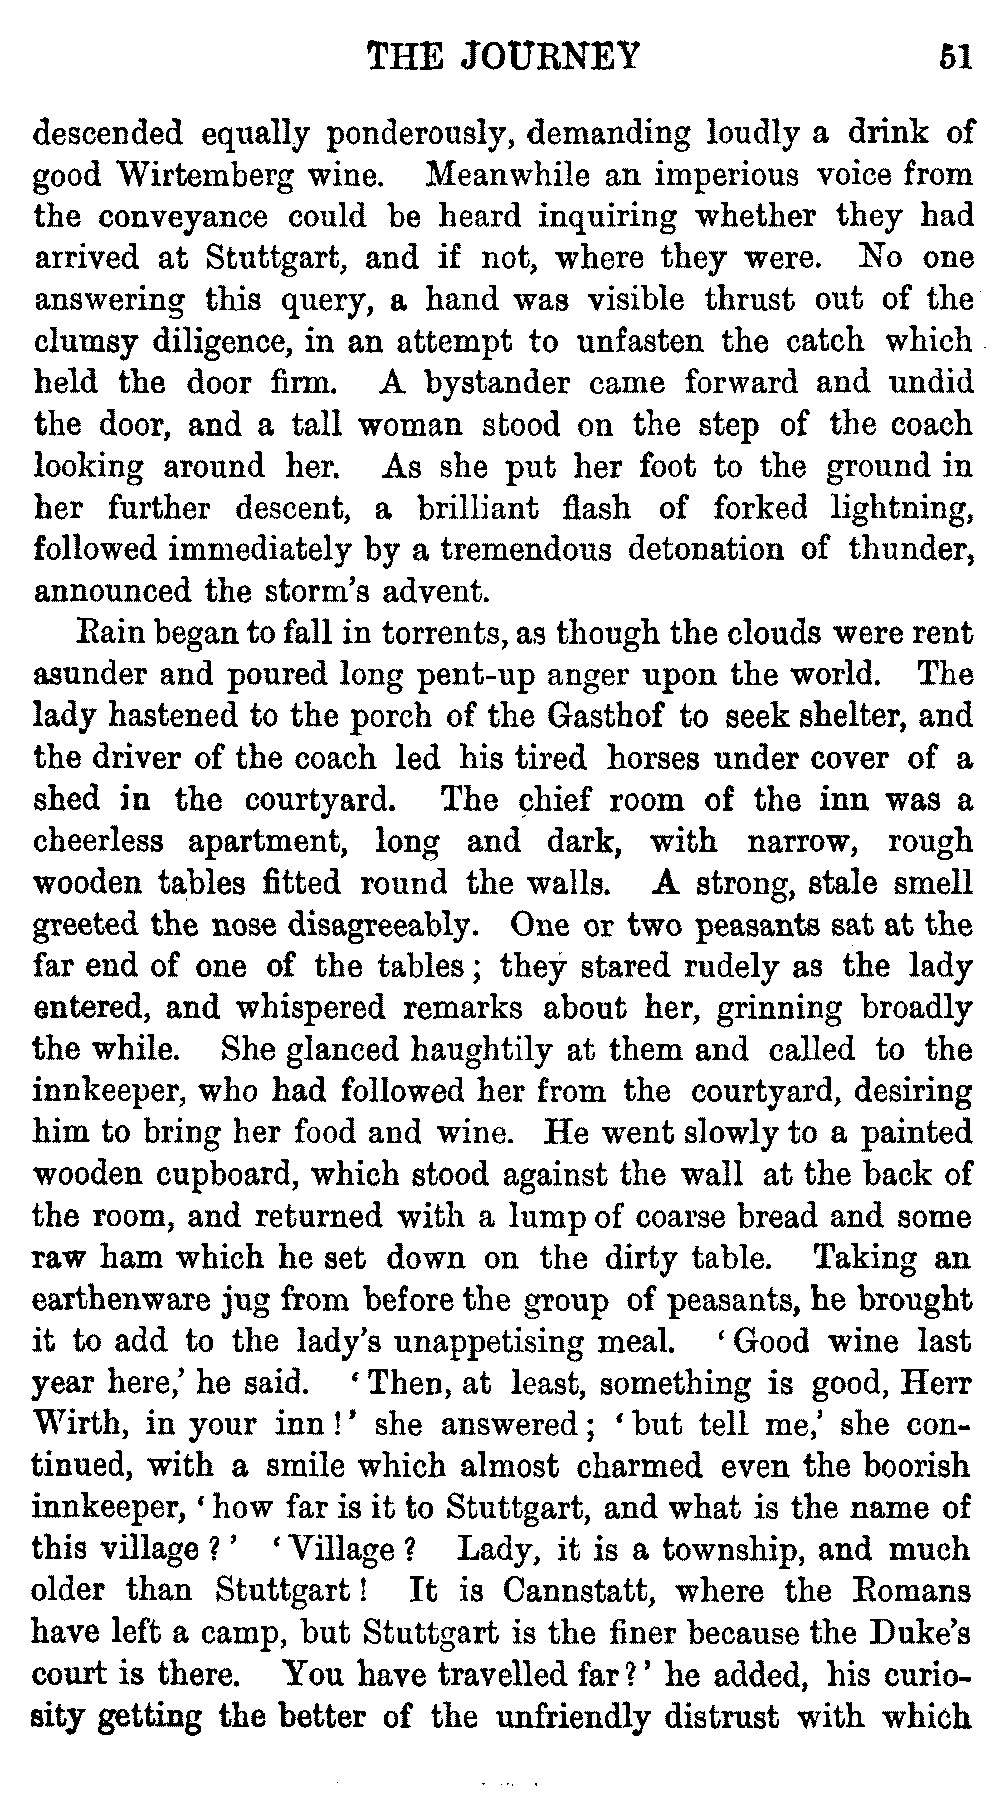 THE JOURNEY 51
descended equally ponderously, demanding loudly a drink of
good Wirtemberg wine. Meanwhile an imperious voice from
the conveyance could be heard inquiring whether they had
arrived at Stuttgart, and if not, where they were. No one
answering this query, a hand was visible thrust out of the
clumsy diligence, in an attempt to unfasten the catch which
held the door firm. A bystander came forward and undid
the door, and a tall woman stood on the step of the coach
looking around her. As she put her foot to the ground in
her further descent, a brilliant flash of forked lightning,
followed immediately by a tremendous detonation of thunder,
announced the storm's advent.
Rain began to fall in torrents, as though the clouds were rent
asunder and poured long pent-up anger upon the world. The
lady hastened to the porch of the Gasthof to seek shelter, and
the driver of the coach led his tired horses under cover of a
shed in the courtyard. The chief room of the inn was a
cheerless apartment, long and dark, with narrow, rough
wooden tables fitted round the walls. A strong, stale smell
greeted the nose disagreeably. One or two peasants sat at the
far end of one of the tables; they stared rudely as the lady
entered, and whispered remarks about her, grinning broadly
the while. She glanced haughtily at them and called to the
innkeeper, who had followed her from the courtyard, desiring
him to bring her food and wine. He went slowly to a painted
wooden cupboard, which stood against the wall at the back of
the room, and returned with a lump of coarse bread and some
raw ham which he set down on the dirty table. Taking an
earthenware jug from before the group of peasants, he brought
it to add to the lady's unappetising meal. 'Good wine last
year here,' he said. 'Then, at least, something is good, Herr
Wirth, in your inn!' she answered; 'but tell me,' she con-
tinued, with a smile which almost charmed even the boorish
innkeeper, 'how far is it to Stuttgart, and what is the name of
this village?' 'Village? Lady, it is a township, and much
older than Stuttgart! It is Cannstatt, where the Romans
have left a camp, but Stuttgart is the finer because the Duke's
court is there. You have travelled far?' he added, his curio-
sity getting the better of the unfriendly distrust with which